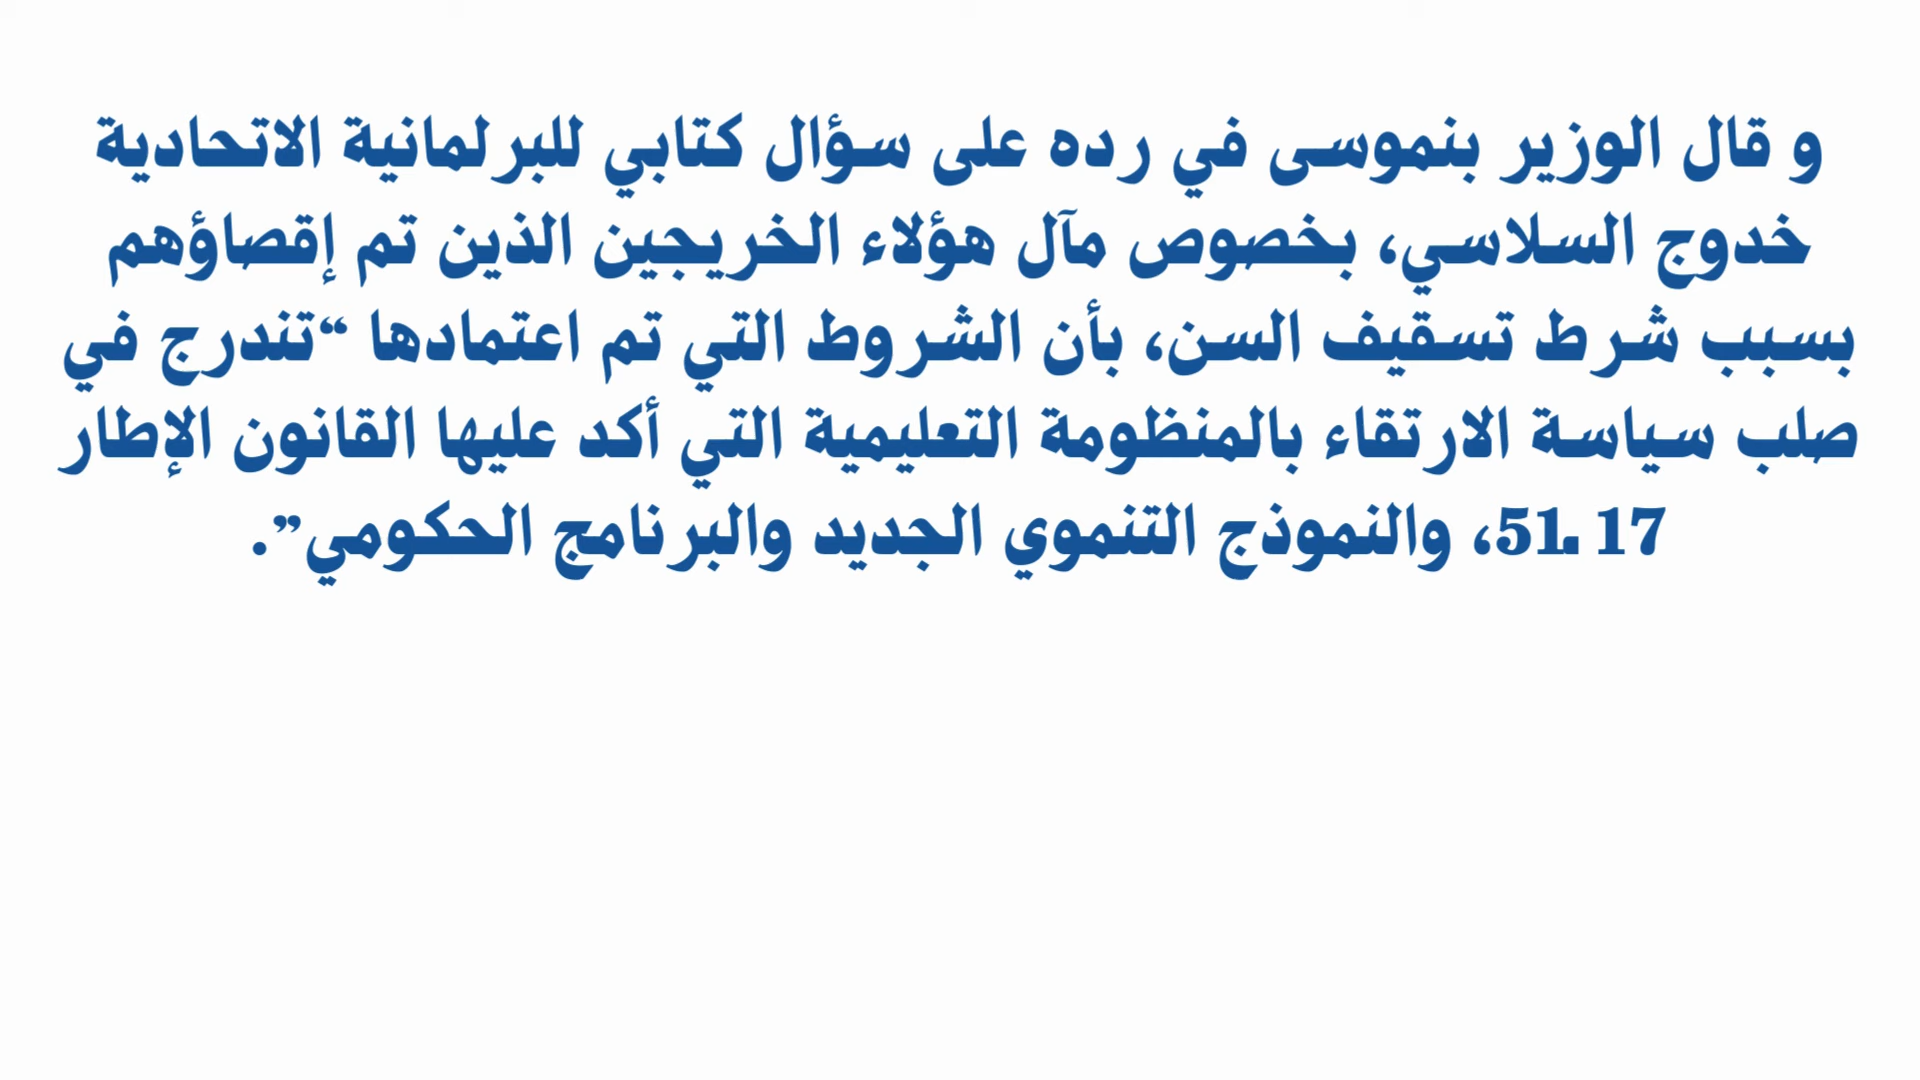 و قال الوزير بنموسى في رده على سؤال كتابي للبرلمانية الاتحادية
خدوج السلاسي، بخصوص مآل هؤلاء الخريجين الذين تم إقصاؤهم
بسبب شرط تسقيف السن، بأن الشروط التي تم اعتمادها “تندرج في
صلب سياسة الارتقاء بالمنظومة التعليمية التي أكد عليها القانون الإطار
51.17، والنموذج التنموي الجديد والبرنامج الحكومي”.